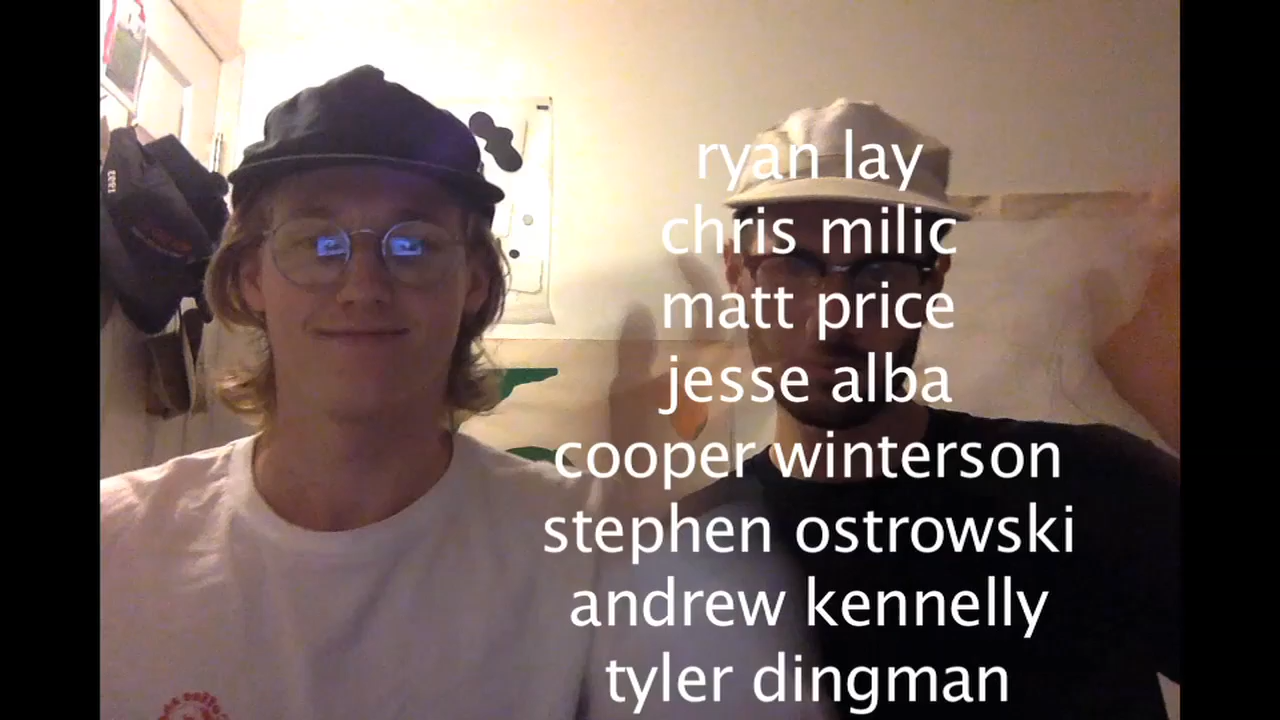 ryan lay
chris milic
matt price
jesse alba
cooper winterson
stephen ostrowski
andrew kennelly
tyler dingman